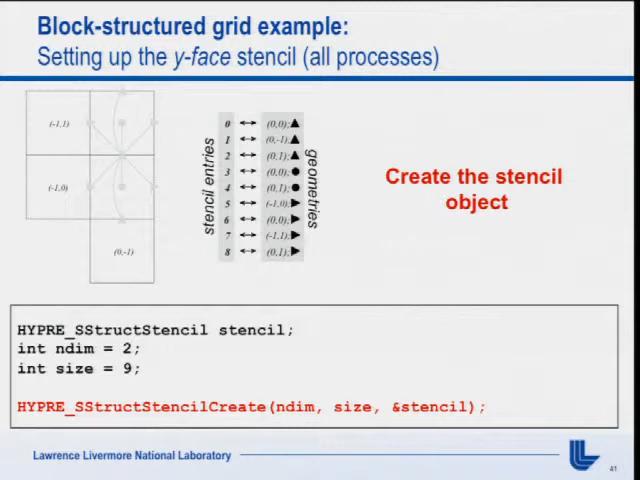 Block-structured grid example:
Setting up the y-face stencil (all processes)
(-1,1)
(-1,0)
(0,-1)
stencil entries
0 ↔ (0,0);▲
1 ↔ (0,-1);▲
2 ↔ (0,1);▲
3 ↔ (0,0);●
4 ↔ (0,1);●
5 ↔ (-1,0);►
6 ↔ (0,0);►
7 ↔ (-1,1);►
8 ↔ (0,1);►
geometries
Create the stencil
object
HYPRE_SStructStencil stencil;
int ndim = 2;
int size = 9;
HYPRE_SStructStencilCreate(ndim, size, &stencil);
Lawrence Livermore National Laboratory
41